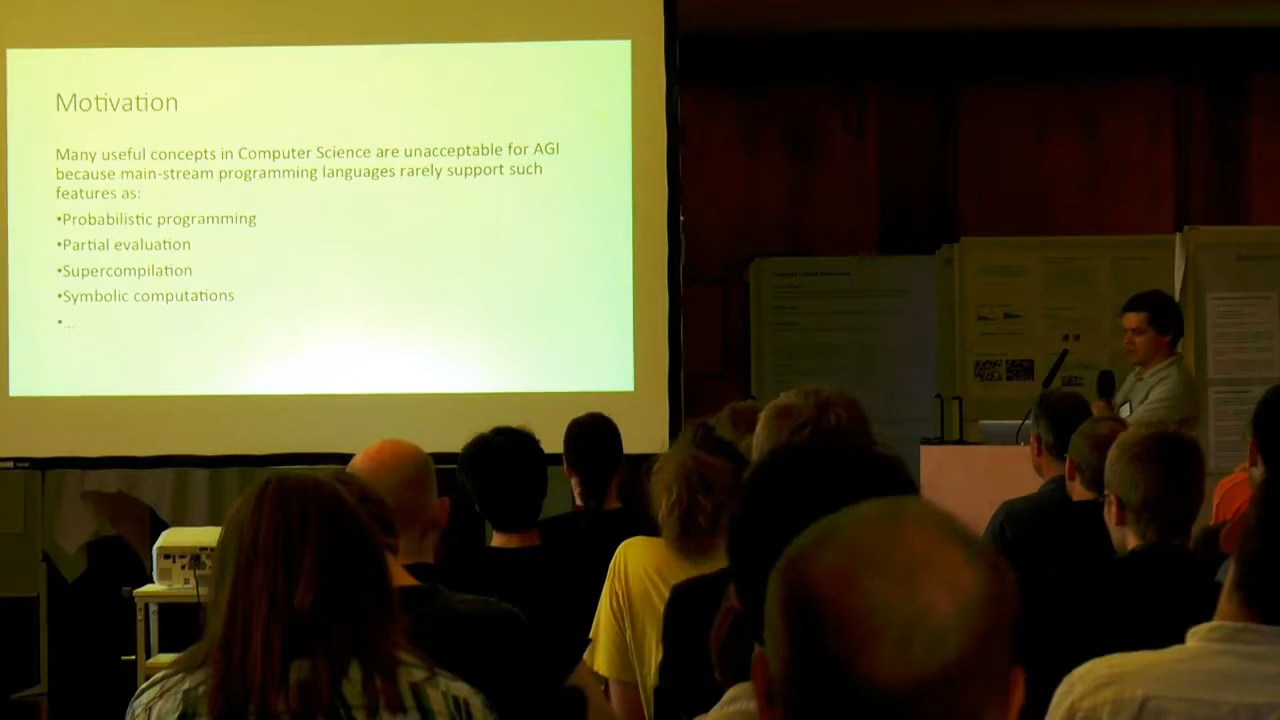 Motivation
Many useful concepts in Computer Science are unacceptable for AGI
because main-stream programming languages rarely support such
features as:
•Probabilistic programming
•Partial evaluation
•Supercompilation
•Symbolic computations
•...